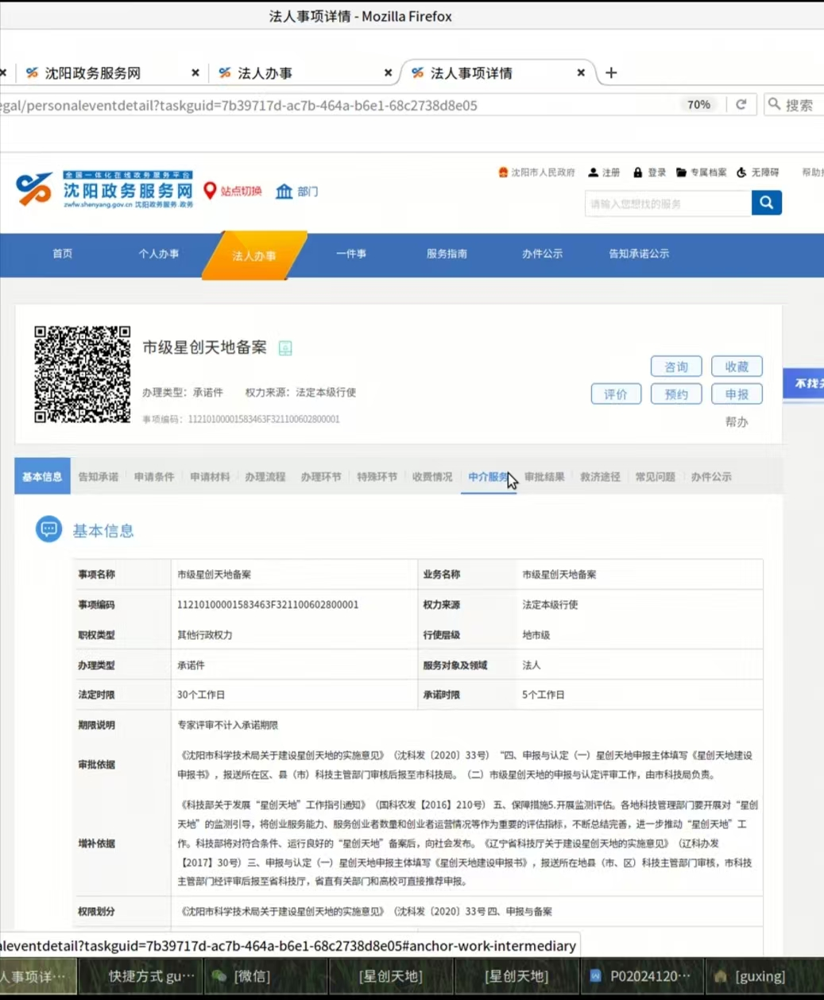 法人事项详情 - Mozilla Firefox
沈阳政务服务网
法人办事
法人事项详情
egal/personaleventdetail?taskguid=7b39717d-ac7b-464a-b6e1-68c2738d8e05
70%
搜索
沈阳市人民政府
注册
登录
专属档案
无障碍
帮助
全国一体化在线政务服务平台
沈阳政务服务网
zwfw.shenyang.gov.cn 沈阳政务服务.政务
站点切换
部门
请输入您想找的服务
首页
个人办事
法人办事
一件事
服务指南
办件公示
告知承诺公示
市级星创天地备案
办理类型：承诺件
权力来源：法定本级行使
事项编码：11210100001583463F321100602800001
咨询
收藏
评价
预约
申报
帮办
不找
基本信息
告知承诺
申请条件
申请材料
办理流程
办理环节
特殊环节
收费情况
中介服务
审批结果
救济途径
常见问题
办件公示
基本信息
事项名称
市级星创天地备案
业务名称
市级星创天地备案
事项编码
11210100001583463F321100602800001
权力来源
法定本级行使
职权类型
其他行政权力
行使层级
地市级
办理类型
承诺件
服务对象及领域
法人
法定时限
30个工作日
承诺时限
5个工作日
期限说明
专家评审不计入承诺期限
审批依据
《沈阳市科学技术局关于建设星创天地的实施意见》（沈科发〔2020〕33号）“四、申报与认定（一）星创天地申报主体填写《星创天地建设
申报书》，报送所在区、县（市）科技主管部门审核后报至市科技局。（二）市级星创天地的申报与认定评审工作，由市科技局负责。
增补依据
《科技部关于发展“星创天地”工作指引通知》（国科农发【2016】210号） 五、保障措施5.开展监测评估。各地科技管理部门要开展对“星创
天地”的监测引导，将创业服务能力、服务创业者数量和创业者运营情况等作为重要的评估指标，不断总结完善，进一步推动“星创天地”工
作。科技部将对符合条件、运行良好的“星创天地”备案后，向社会发布。《辽宁省科技厅关于建设星创天地的实施意见》（辽科办发
【2017】30号）三、申报与认定（一）星创天地申报主体填写《星创天地建设申报书》，报送所在地县（市、区）科技主管部门审核，市科技
主管部门经评审后报至省科技厅，省直有关部门和高校可直接推荐申报。
权限划分
《沈阳市科学技术局关于建设星创天地的实施意见》（沈科发〔2020〕33号 四、申报与备案
aleventdetail?taskguid=7b39717d-ac7b-464a-b6e1-68c2738d8e05#anchor-work-intermediary
人事项详…
快捷方式 gu…
[微信]
[星创天地]
[星创天地]
P02024120…
[guxing]